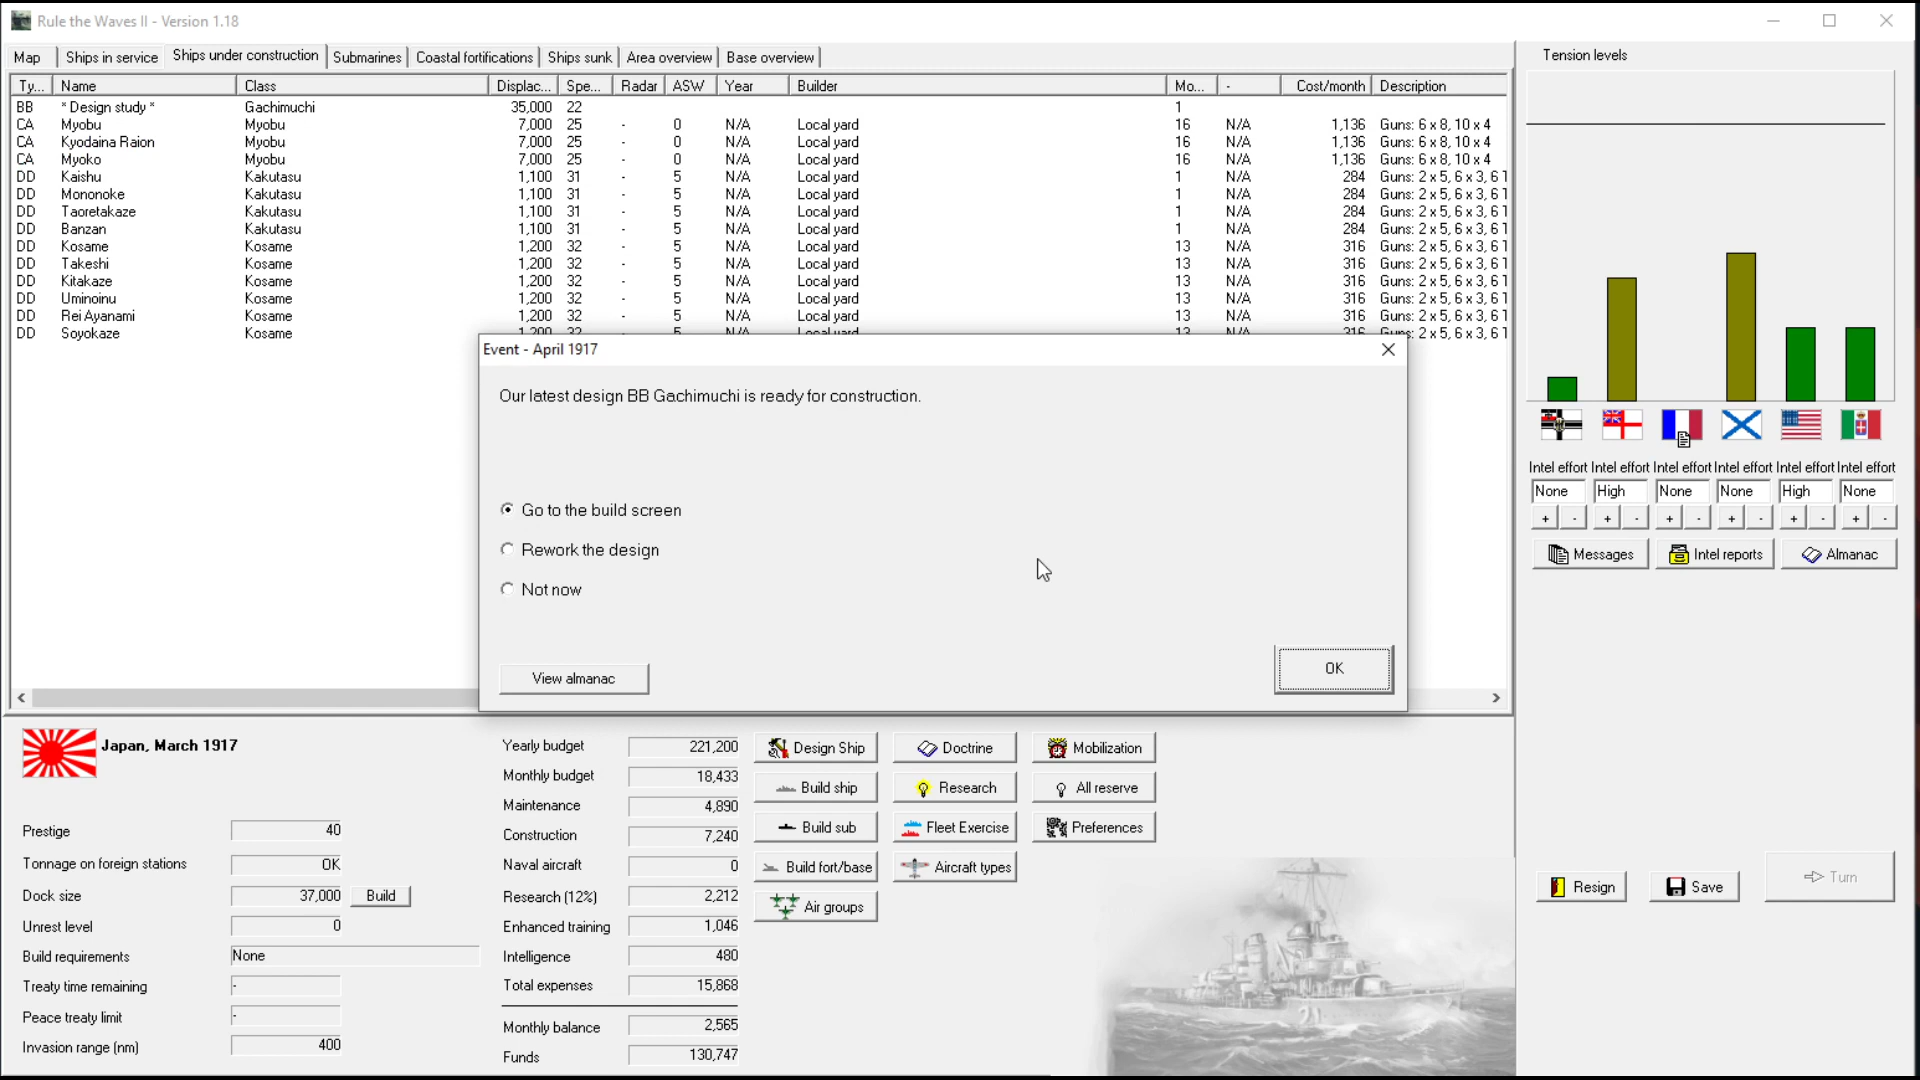 Rule the Waves II - Version 1.18
Map Ships in service Ships under construction Submarines Coastal fortifications Ships sunk Area overview Base overview
Ty... Name Class Displac... Spe... Radar ASW Year Builder Mo... - Cost/month Description
BB * Design study * Gachimuchi 35,000 22 1
CA Myobu Myobu 7,000 25 - 0 N/A Local yard 16 N/A 1,136 Guns: 6 x 8, 10 x 4
CA Kyodaina Raion Myobu 7,000 25 - 0 N/A Local yard 16 N/A 1,136 Guns: 6 x 8, 10 x 4
CA Myoko Myobu 7,000 25 - 0 N/A Local yard 16 N/A 1,136 Guns: 6 x 8, 10 x 4
DD Kaishu Kakutasu 1,100 31 - 5 N/A Local yard 1 N/A 284 Guns: 2 x 5, 6 x 3, 6 T
DD Mononoke Kakutasu 1,100 31 - 5 N/A Local yard 1 N/A 284 Guns: 2 x 5, 6 x 3, 6 T
DD Taoretakaze Kakutasu 1,100 31 - 5 N/A Local yard 1 N/A 284 Guns: 2 x 5, 6 x 3, 6 T
DD Banzan Kakutasu 1,100 31 - 5 N/A Local yard 1 N/A 284 Guns: 2 x 5, 6 x 3, 6 T
DD Kosame Kosame 1,200 32 - 5 N/A Local yard 13 N/A 316 Guns: 2 x 5, 6 x 3, 6 T
DD Takeshi Kosame 1,200 32 - 5 N/A Local yard 13 N/A 316 Guns: 2 x 5, 6 x 3, 6 T
DD Kitakaze Kosame 1,200 32 - 5 N/A Local yard 13 N/A 316 Guns: 2 x 5, 6 x 3, 6 T
DD Uminoinu Kosame 1,200 32 - 5 N/A Local yard 13 N/A 316 Guns: 2 x 5, 6 x 3, 6 T
DD Rei Ayanami Kosame 1,200 32 - 5 N/A Local yard 13 N/A 316 Guns: 2 x 5, 6 x 3, 6 T
DD Soyokaze Kosame 1,200 32 - 5 N/A Local yard 13 N/A 316 Guns: 2 x 5, 6 x 3, 6 T
Event - April 1917
Our latest design BB Gachimuchi is ready for construction.
Go to the build screen
Rework the design
Not now
View almanac
OK
Tension levels
Intel effort Intel effort Intel effort Intel effort Intel effort Intel effort
None High None None High None
+ - + - + - + - + - + -
Messages Intel reports Almanac
Japan, March 1917
Prestige 40
Tonnage on foreign stations OK
Dock size 37,000 Build
Unrest level 0
Build requirements None
Treaty time remaining -
Peace treaty limit -
Invasion range (nm) 400
Yearly budget 221,200
Monthly budget 18,433
Maintenance 4,890
Construction 7,240
Naval aircraft 0
Research (12%) 2,212
Enhanced training 1,046
Intelligence 480
Total expenses 15,868
Monthly balance 2,565
Funds 130,747
Design Ship Doctrine Mobilization
Build ship Research All reserve
Build sub Fleet Exercise Preferences
Build fort/base Aircraft types
Air groups
Resign Save Turn